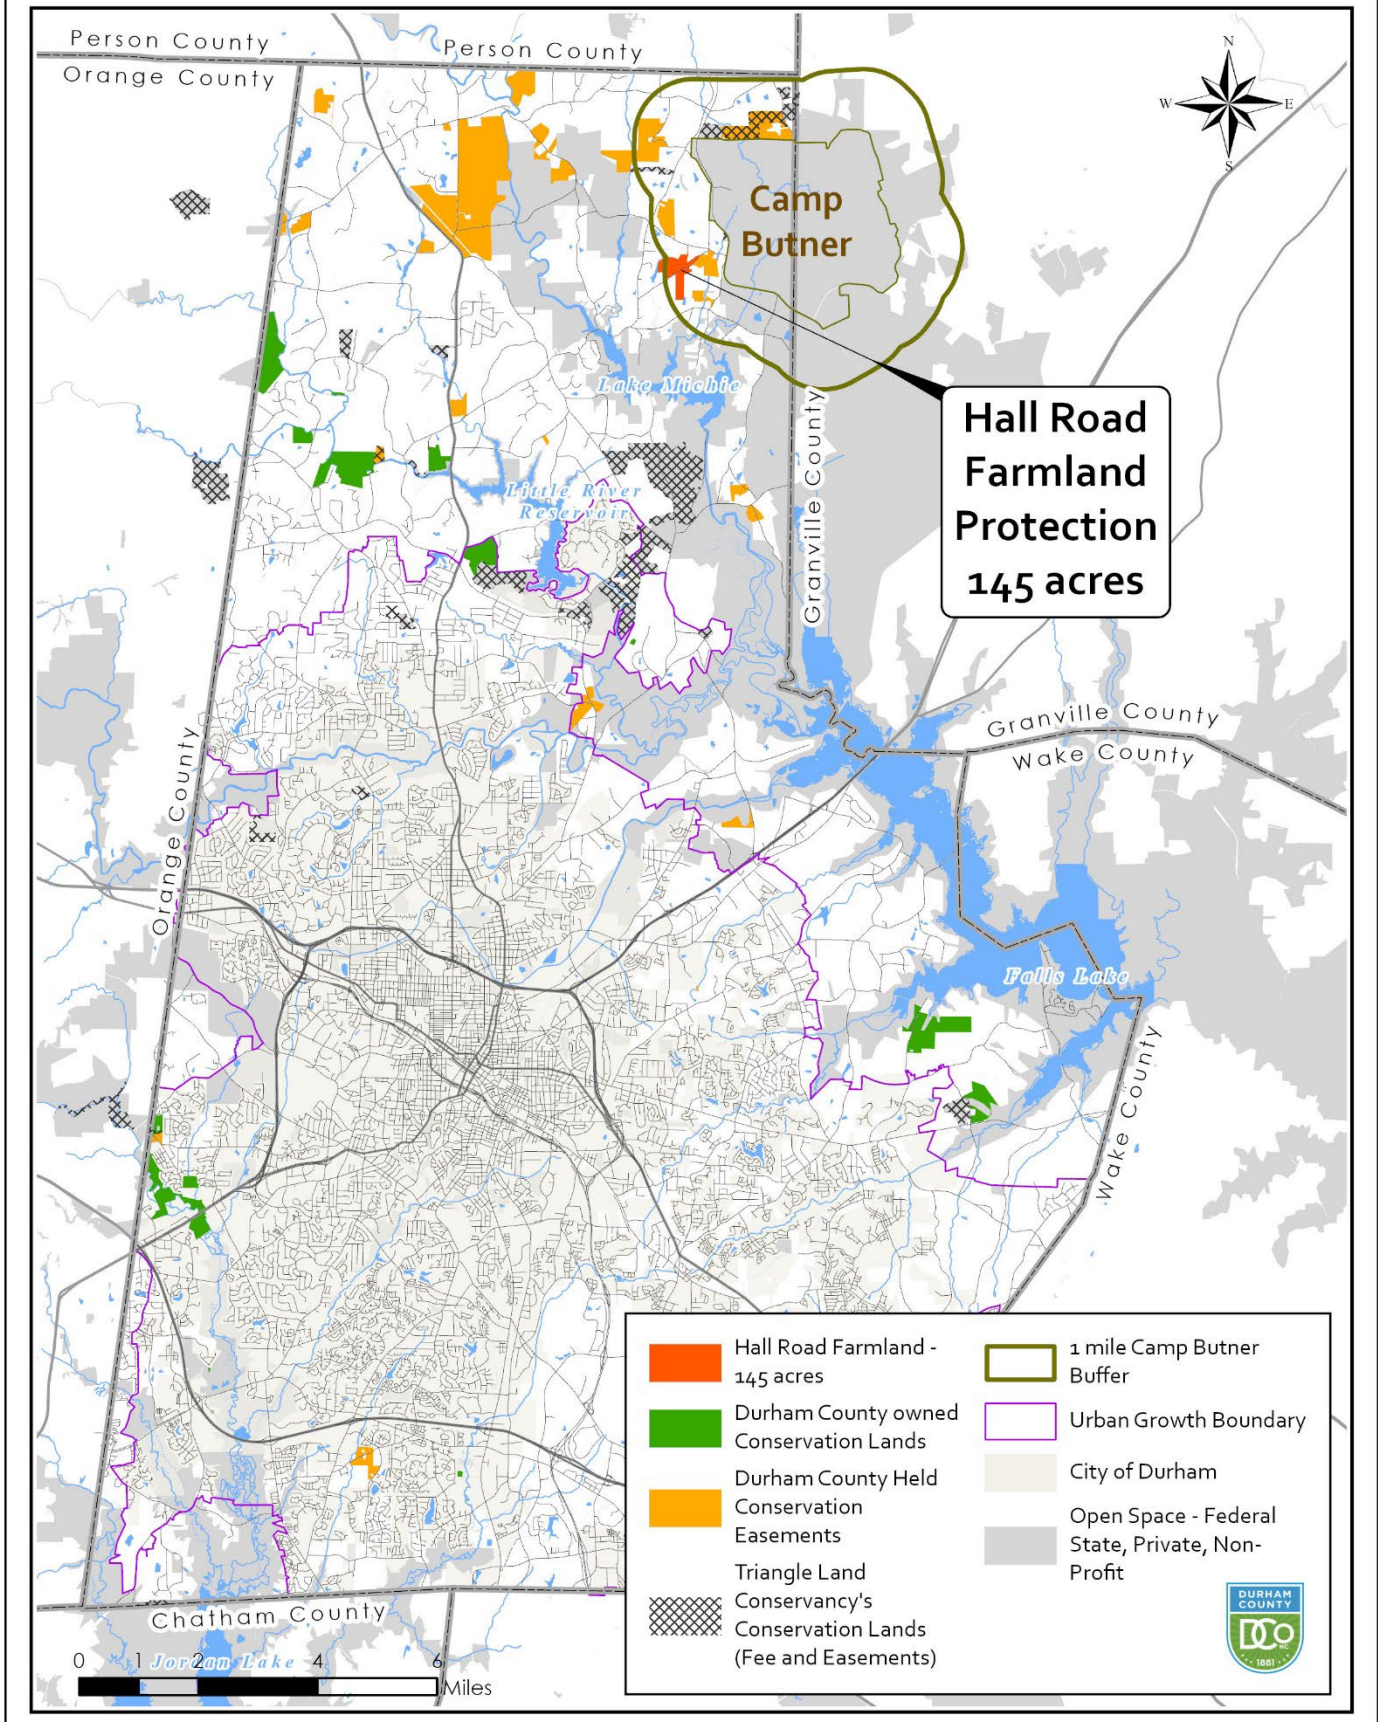 Person County
Person County
Orange County
N
W
E
S
Camp
Butner
Lake Michie
Granville County
Hall Road
Farmland
Protection
145 acres
Little River
Reservoir
Granville County
Wake County
Orange County
Falls Lake
Wake County
Chatham County
Jordan Lake
0 1 2 4 6
Miles
Hall Road Farmland -
145 acres
Durham County owned
Conservation Lands
Durham County Held
Conservation
Easements
Triangle Land
Conservancy's
Conservation Lands
(Fee and Easements)
1 mile Camp Butner
Buffer
Urban Growth Boundary
City of Durham
Open Space - Federal
State, Private, Non-
Profit
DURHAM
COUNTY
DCo
NC
1881